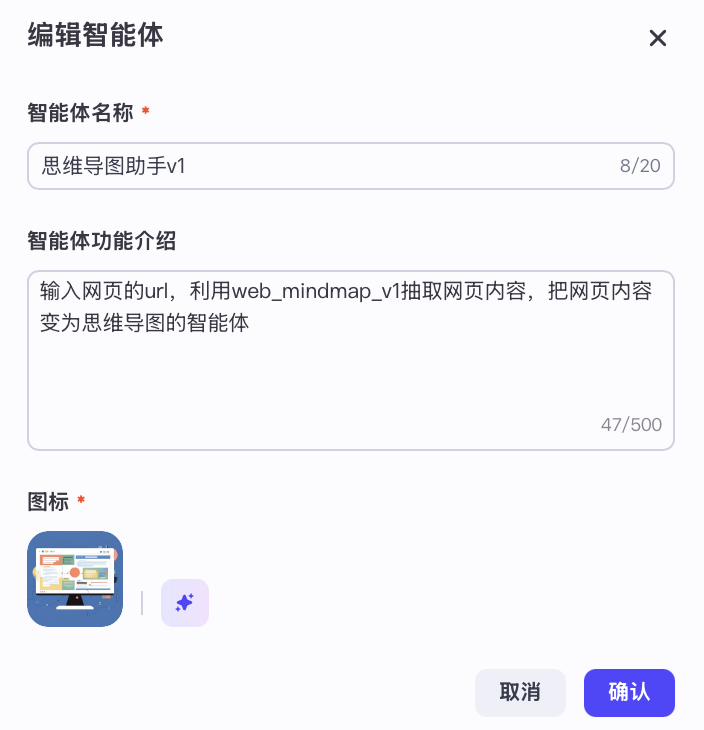 编辑智能体
智能体名称 *
思维导图助手v1
8/20
智能体功能介绍
输入网页的url，利用web_mindmap_v1抽取网页内容，把网页内容
变为思维导图的智能体
47/500
图标 *
取消
确认